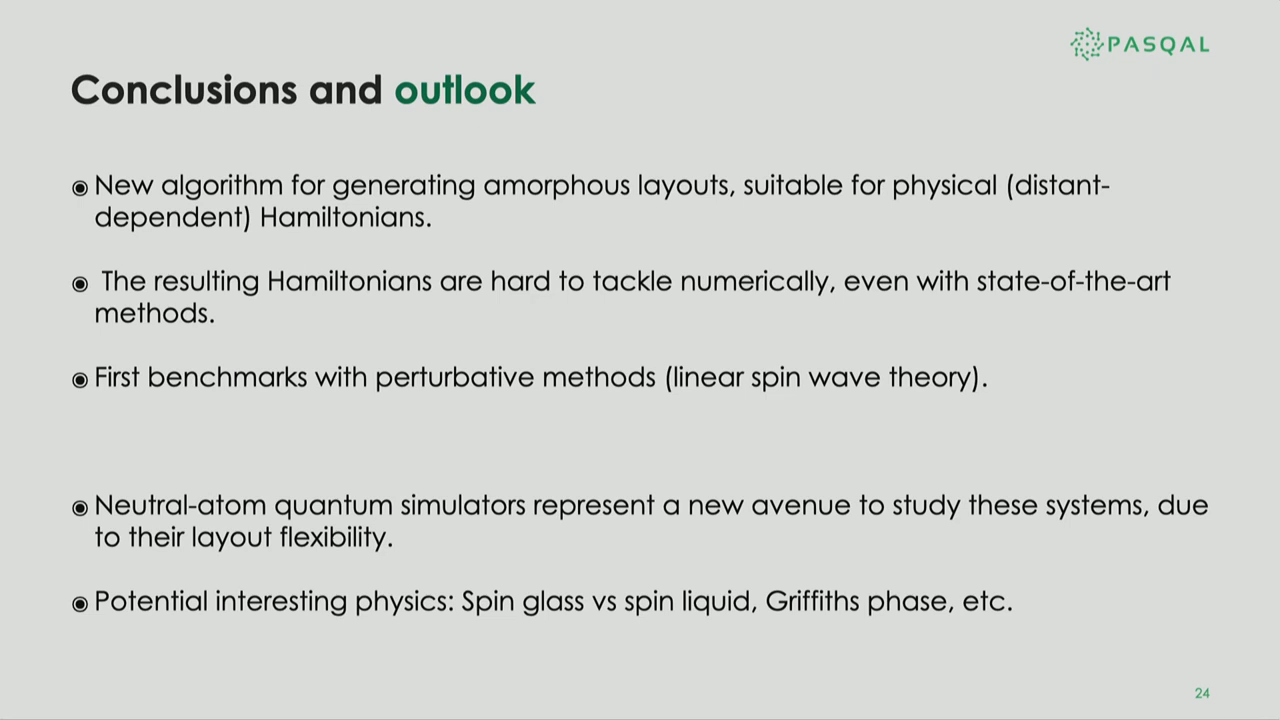 PASQAL
Conclusions and outlook
◉ New algorithm for generating amorphous layouts, suitable for physical (distant-
dependent) Hamiltonians.
◉ The resulting Hamiltonians are hard to tackle numerically, even with state-of-the-art
methods.
◉ First benchmarks with perturbative methods (linear spin wave theory).
◉ Neutral-atom quantum simulators represent a new avenue to study these systems, due
to their layout flexibility.
◉ Potential interesting physics: Spin glass vs spin liquid, Griffiths phase, etc.
24